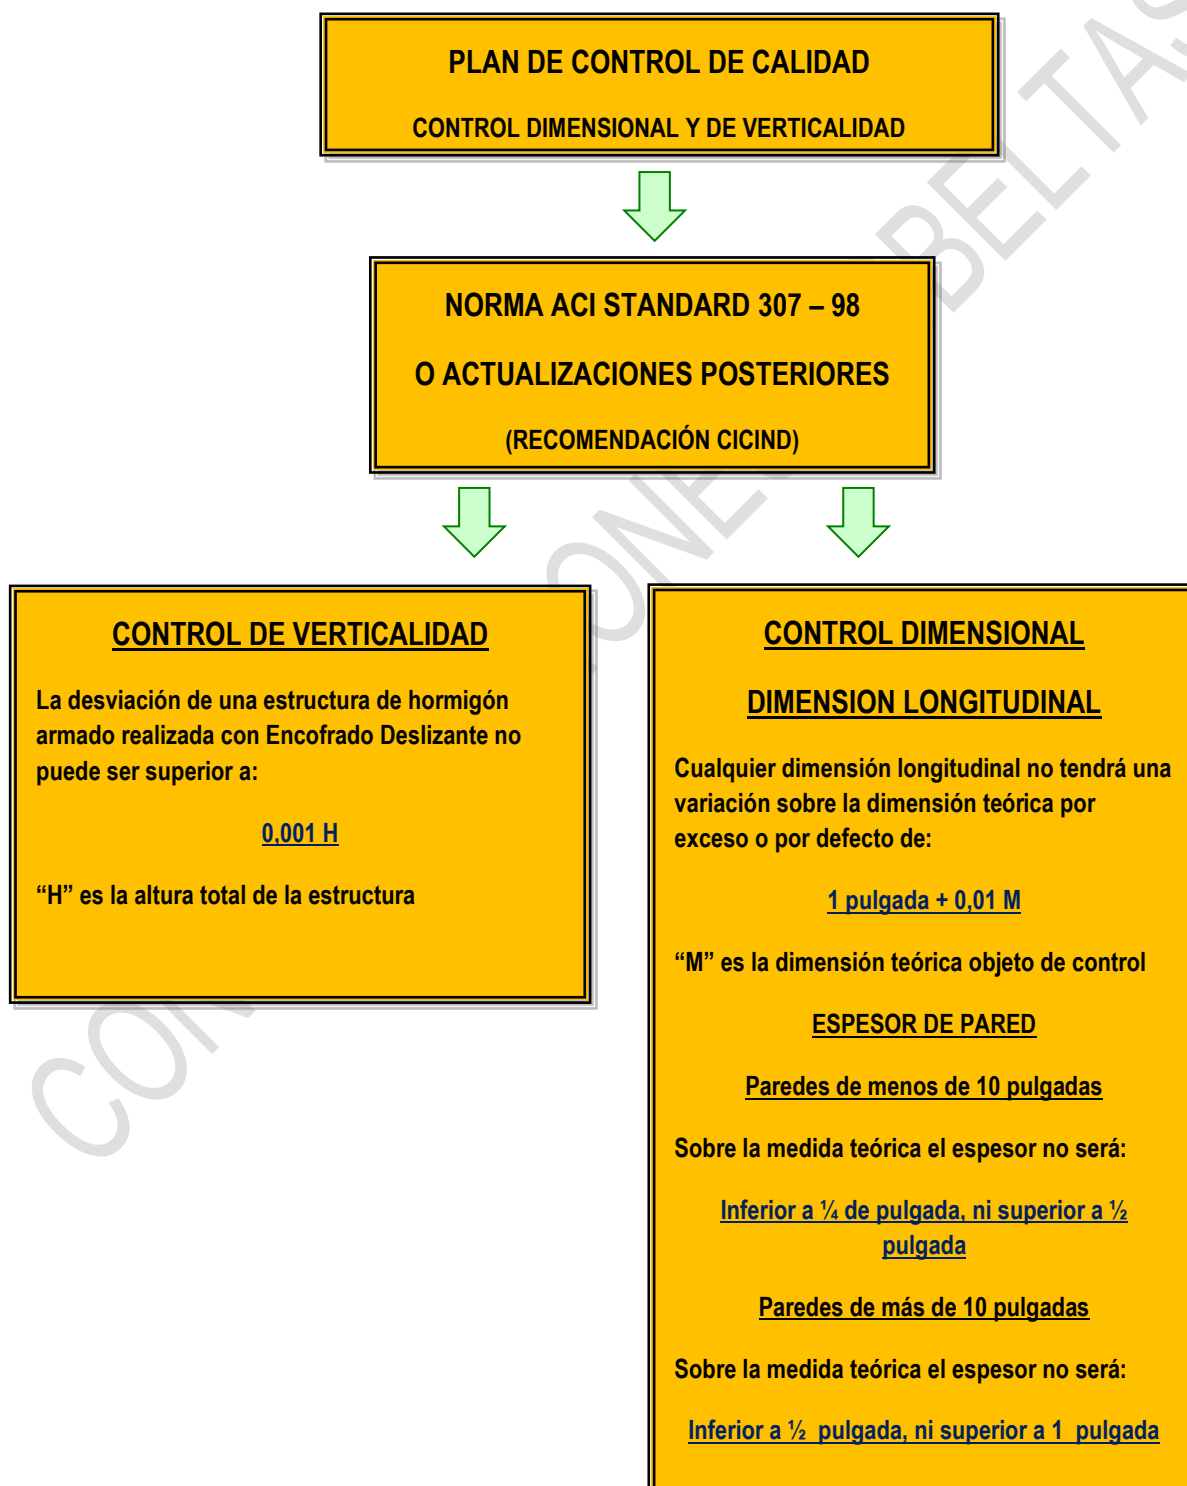 PLAN DE CONTROL DE CALIDAD
CONTROL DIMENSIONAL Y DE VERTICALIDAD
NORMA ACI STANDARD 307 – 98
O ACTUALIZACIONES POSTERIORES
(RECOMENDACIÓN CICIND)
CONTROL DE VERTICALIDAD
La desviación de una estructura de hormigón
armado realizada con Encofrado Deslizante no
puede ser superior a:
0,001 H
“H” es la altura total de la estructura
CONTROL DIMENSIONAL
DIMENSION LONGITUDINAL
Cualquier dimensión longitudinal no tendrá una
variación sobre la dimensión teórica por
exceso o por defecto de:
1 pulgada + 0,01 M
“M” es la dimensión teórica objeto de control
ESPESOR DE PARED
Paredes de menos de 10 pulgadas
Sobre la medida teórica el espesor no será:
Inferior a ¼ de pulgada, ni superior a ½
pulgada
Paredes de más de 10 pulgadas
Sobre la medida teórica el espesor no será:
Inferior a ½ pulgada, ni superior a 1 pulgada